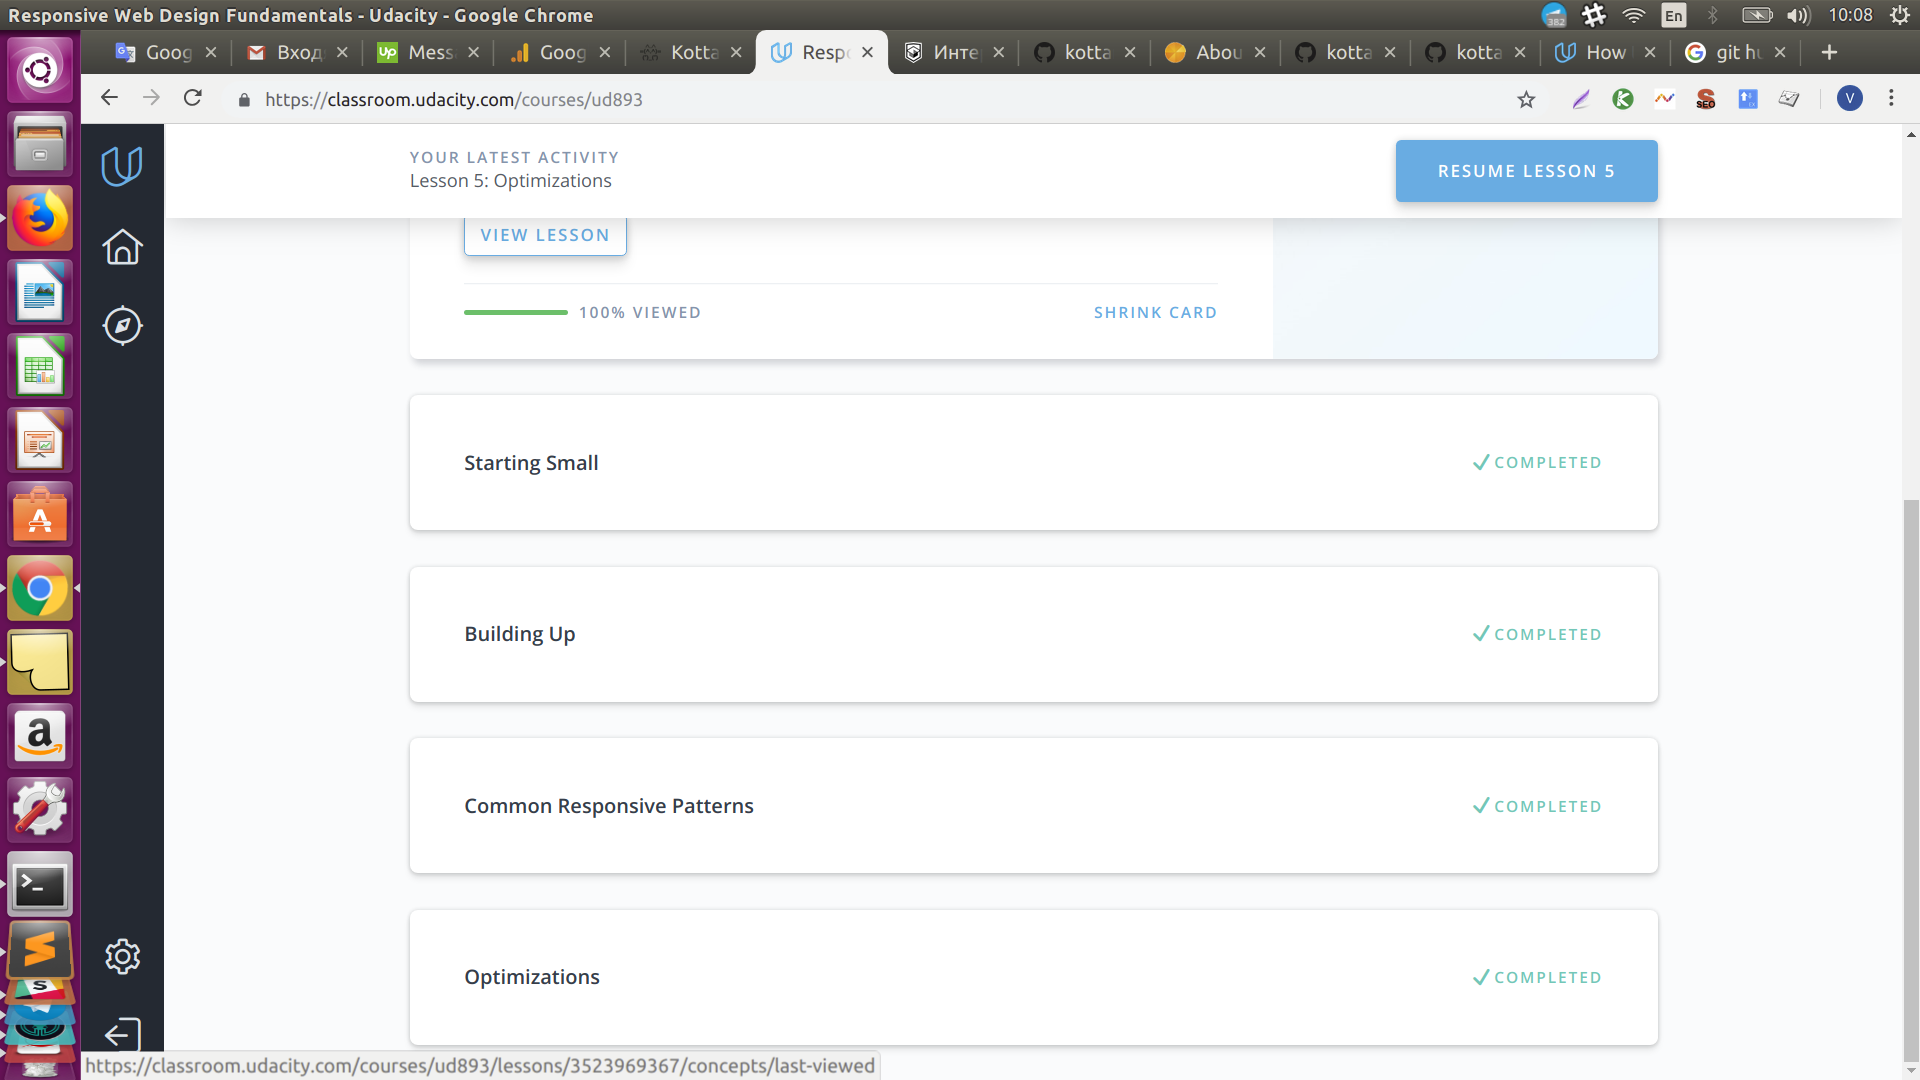 Responsive Web Design Fundamentals - Udacity - Google Chrome
382
En
10:08
Goog
Вход
Mess
Goog
Kotta
Resp
Инте
kotta
Abou
kotta
kotta
How
git hu
https://classroom.udacity.com/courses/ud893
SEO
V
YOUR LATEST ACTIVITY
Lesson 5: Optimizations
RESUME LESSON 5
VIEW LESSON
100% VIEWED
SHRINK CARD
Starting Small
COMPLETED
Building Up
COMPLETED
Common Responsive Patterns
COMPLETED
Optimizations
COMPLETED
https://classroom.udacity.com/courses/ud893/lessons/3523969367/concepts/last-viewed